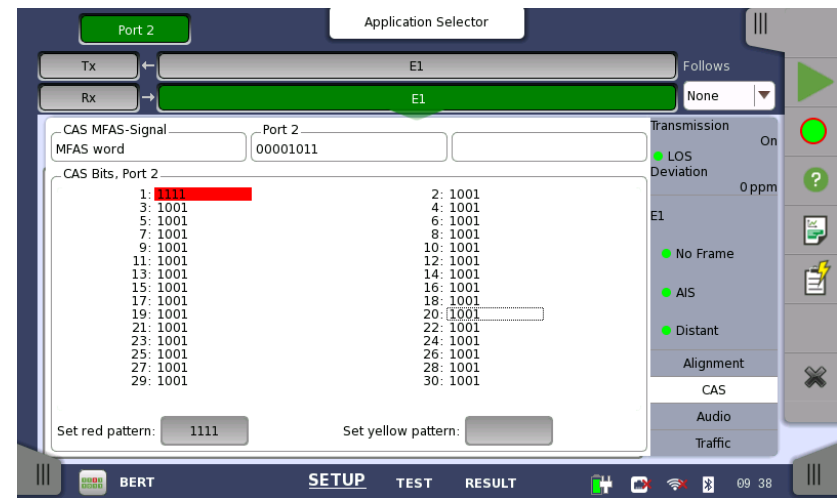 Port 2
Application Selector
Tx
E1
Follows
Rx
E1
None
CAS MFAS-Signal
MFAS word
Port 2
00001011
Transmission
On
LOS
Deviation
0 ppm
E1
No Frame
AIS
Distant
Alignment
CAS
Audio
Traffic
CAS Bits, Port 2
1: 1111 2: 1001
3: 1001 4: 1001
5: 1001 6: 1001
7: 1001 8: 1001
9: 1001 10: 1001
11: 1001 12: 1001
13: 1001 14: 1001
15: 1001 16: 1001
17: 1001 18: 1001
19: 1001 20: 1001
21: 1001 22: 1001
23: 1001 24: 1001
25: 1001 26: 1001
27: 1001 28: 1001
29: 1001 30: 1001
Set red pattern: 1111 Set yellow pattern:
BERT SETUP TEST RESULT 09 38